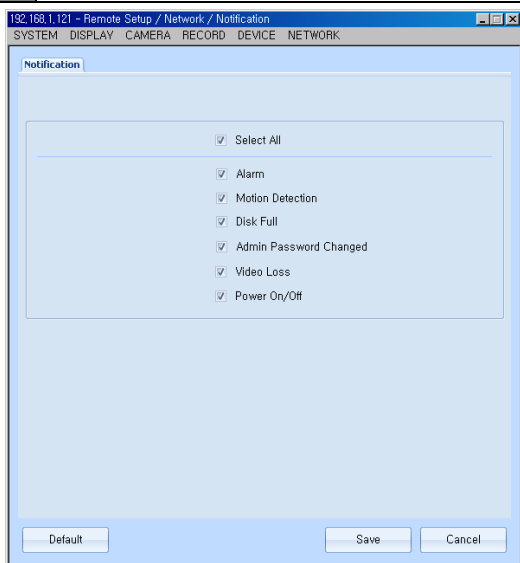 192,168,1,121 - Remote Setup / Network / Notification
SYSTEM DISPLAY CAMERA RECORD DEVICE NETWORK
Notification
Select All
Alarm
Motion Detection
Disk Full
Admin Password Changed
Video Loss
Power On/Off
Default Save Cancel